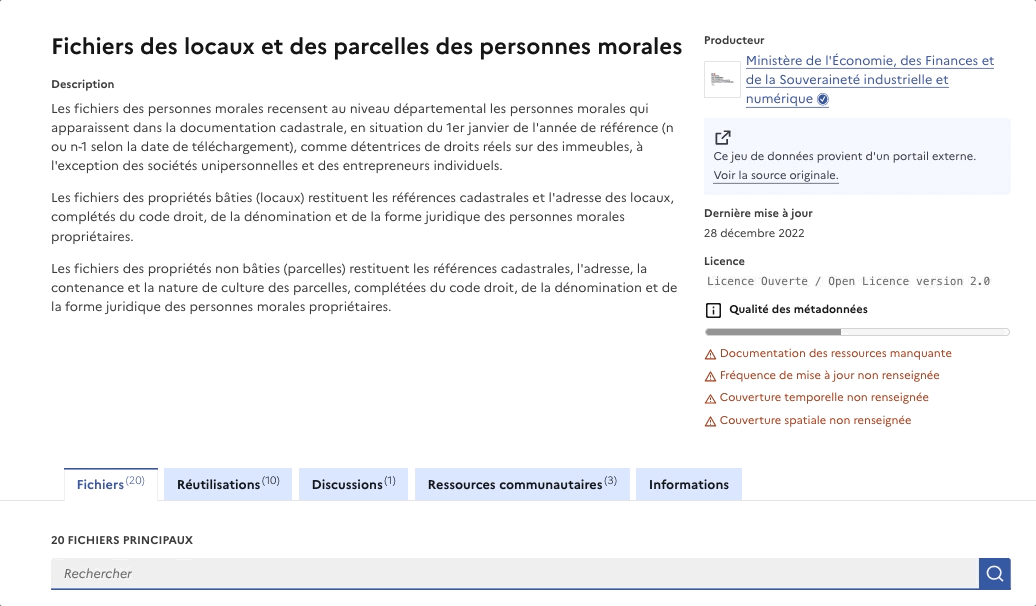 Fichiers des locaux et des parcelles des personnes morales
Description
Les fichiers des personnes morales recensent au niveau départemental les personnes morales qui
apparaissent dans la documentation cadastrale, en situation du 1er janvier de l'année de référence (n
ou n-1 selon la date de téléchargement), comme détentrices de droits réels sur des immeubles, à
l'exception des sociétés unipersonnelles et des entrepreneurs individuels.
Les fichiers des propriétés bâties (locaux) restituent les références cadastrales et l'adresse des locaux,
complétés du code droit, de la dénomination et de la forme juridique des personnes morales
propriétaires.
Les fichiers des propriétés non bâties (parcelles) restituent les références cadastrales, l'adresse, la
contenance et la nature de culture des parcelles, complétées du code droit, de la dénomination et de
la forme juridique des personnes morales propriétaires.
Producteur
Ministère de l'Économie, des Finances et
de la Souveraineté industrielle et
numérique
Ce jeu de données provient d'un portail externe.
Voir la source originale.
Dernière mise à jour
28 décembre 2022
Licence
Licence Ouverte / Open Licence version 2.0
Qualité des métadonnées
Documentation des ressources manquante
Fréquence de mise à jour non renseignée
Couverture temporelle non renseignée
Couverture spatiale non renseignée
Fichiers(20) Réutilisations(10) Discussions(1) Ressources communautaires(3) Informations
20 FICHIERS PRINCIPAUX
Rechercher